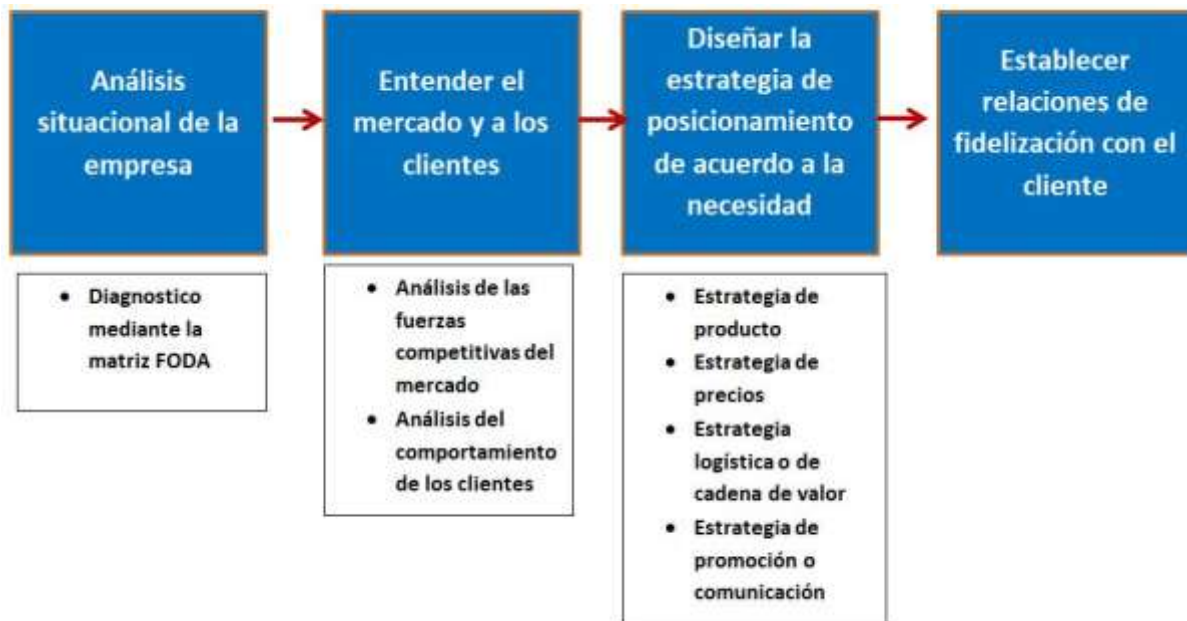 Análisis
situacional de la
empresa
Entender el
mercado y a los
clientes
Diseñar la
estrategia de
posicionamiento
de acuerdo a la
necesidad
Establecer
relaciones de
fidelización con el
cliente
• Diagnostico
mediante la
matriz FODA
• Análisis de las
fuerzas
competitivas del
mercado
• Análisis del
comportamiento
de los clientes
• Estrategia de
producto
• Estrategia de
precios
• Estrategia
logística o de
cadena de valor
• Estrategia de
promoción o
comunicación